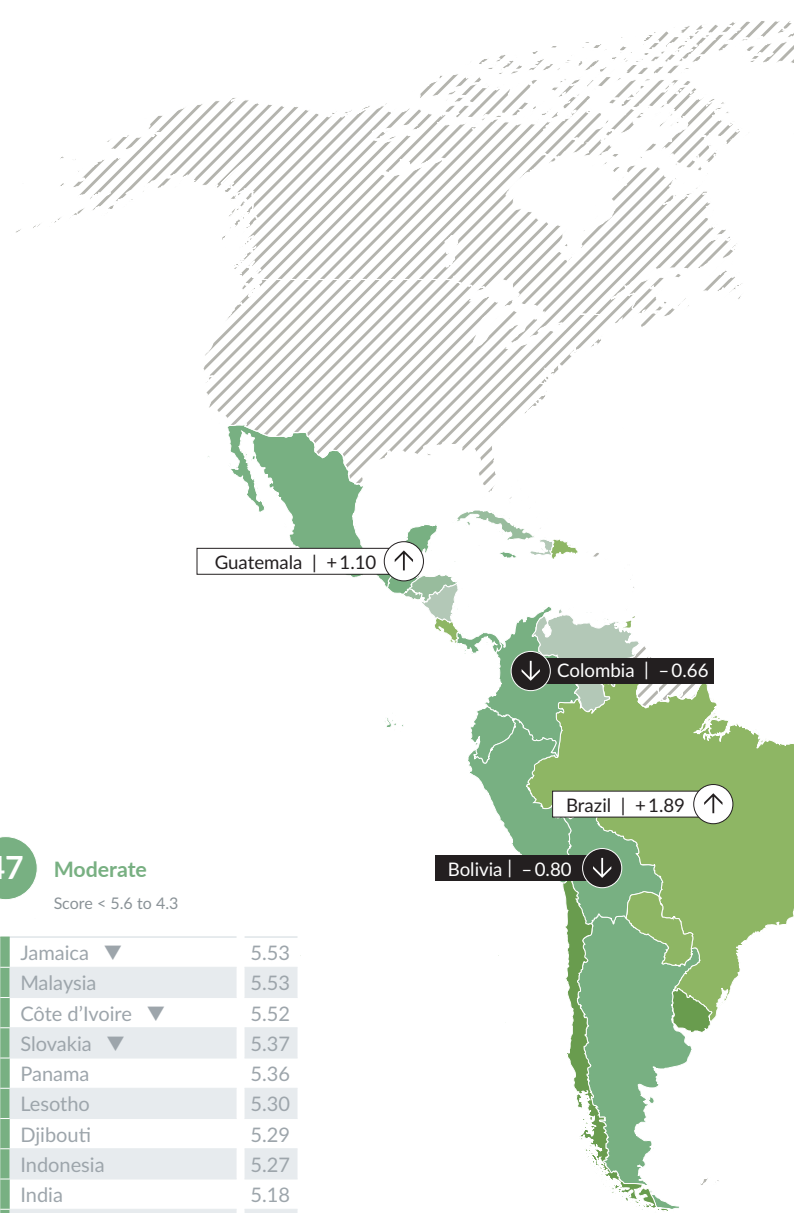 Guatemala | +1.10
Colombia | –0.66
Brazil | +1.89
Bolivia | –0.80
47 Moderate
Score < 5.6 to 4.3
Jamaica ▼ 5.53
Malaysia 5.53
Côte d'Ivoire ▼ 5.52
Slovakia ▼ 5.37
Panama 5.36
Lesotho 5.30
Djibouti 5.29
Indonesia 5.27
India 5.18